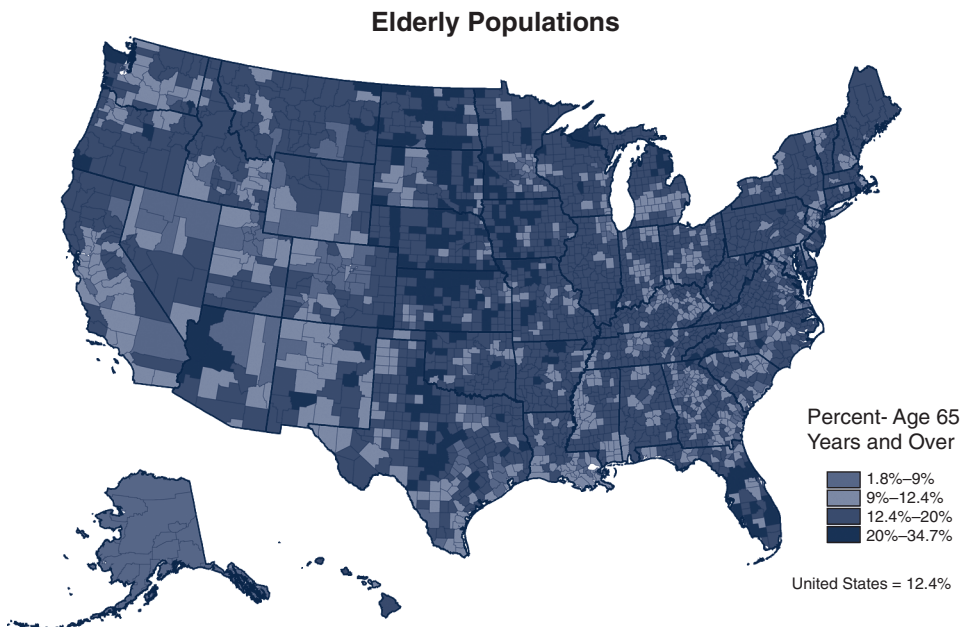 Elderly Populations
Percent- Age 65
Years and Over
1.8%–9%
9%–12.4%
12.4%–20%
20%–34.7%
United States = 12.4%